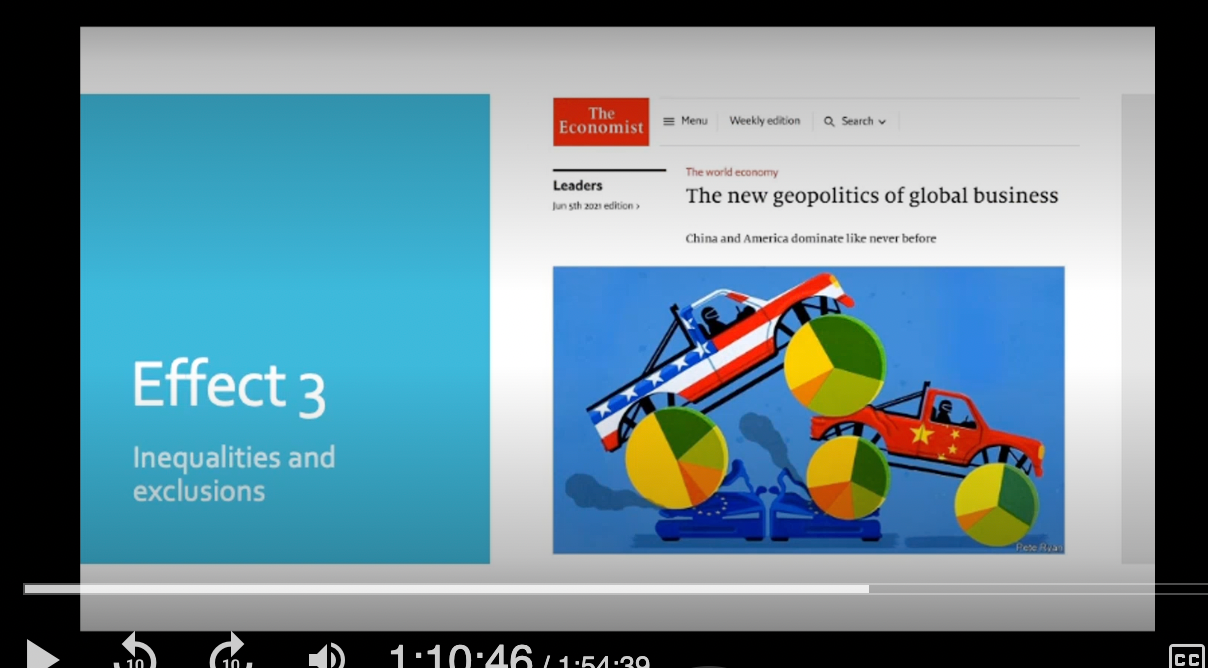 Effect 3
Inequalities and
exclusions
The
Economist
Menu
Weekly edition
Search
Leaders
Jun 5th 2021 edition >
The world economy
The new geopolitics of global business
China and America dominate like never before
Pete Ryan
10
10
1:10:46 / 1:54:39
CC